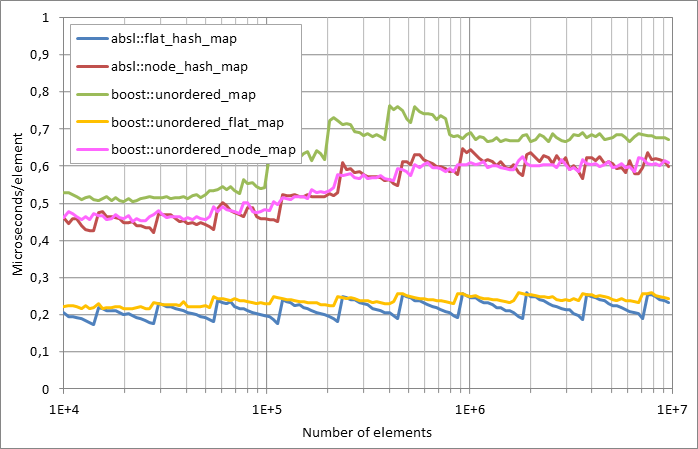 1
0,9
0,8
0,7
0,6
0,5
0,4
0,3
0,2
0,1
0
Microseconds/element
absl::flat_hash_map
absl::node_hash_map
boost::unordered_map
boost::unordered_flat_map
boost::unordered_node_map
1E+4 1E+5 1E+6 1E+7
Number of elements